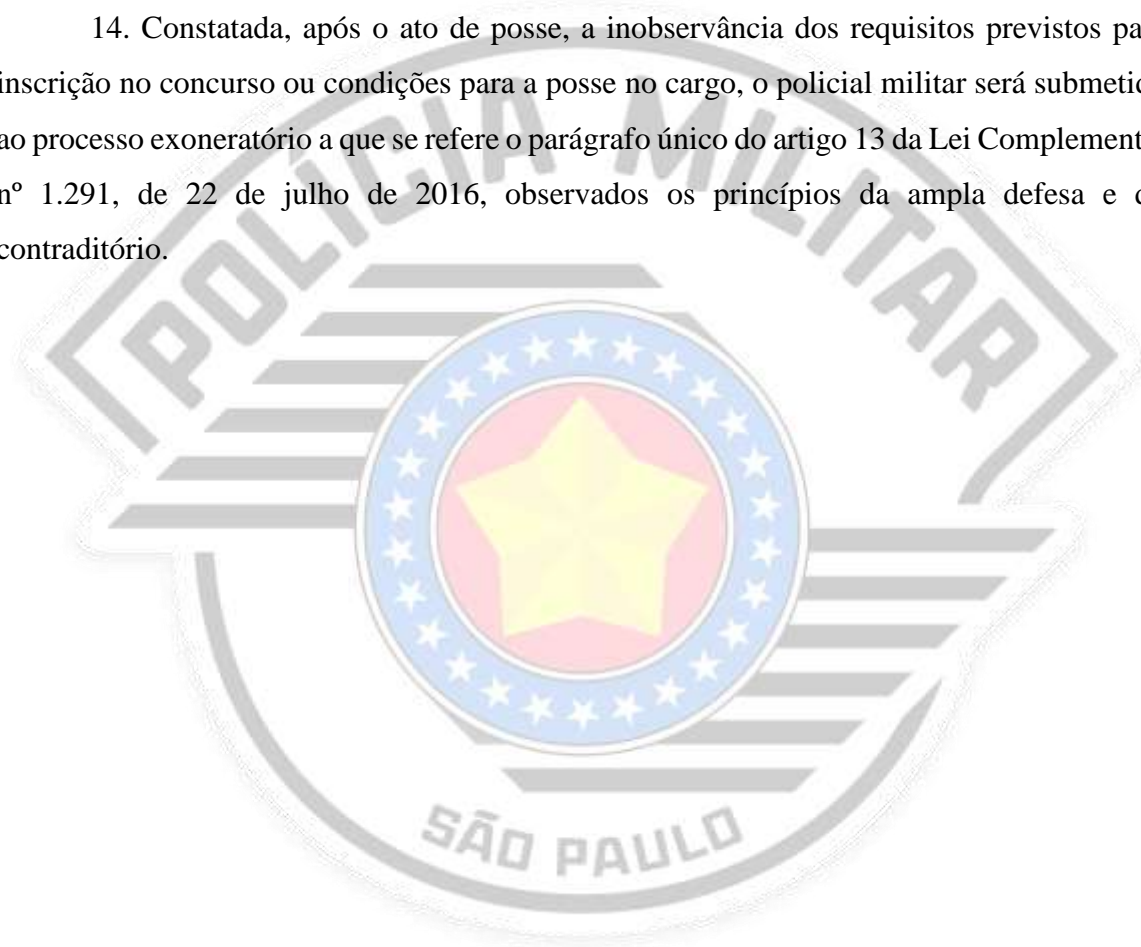 14. Constatada, após o ato de posse, a inobservância dos requisitos previstos pa
inscrição no concurso ou condições para a posse no cargo, o policial militar será submetid
ao processo exoneratório a que se refere o parágrafo único do artigo 13 da Lei Complement
nº 1.291, de 22 de julho de 2016, observados os princípios da ampla defesa e d
contraditório.
POLÍCIA MILITAR
SÃO PAULO